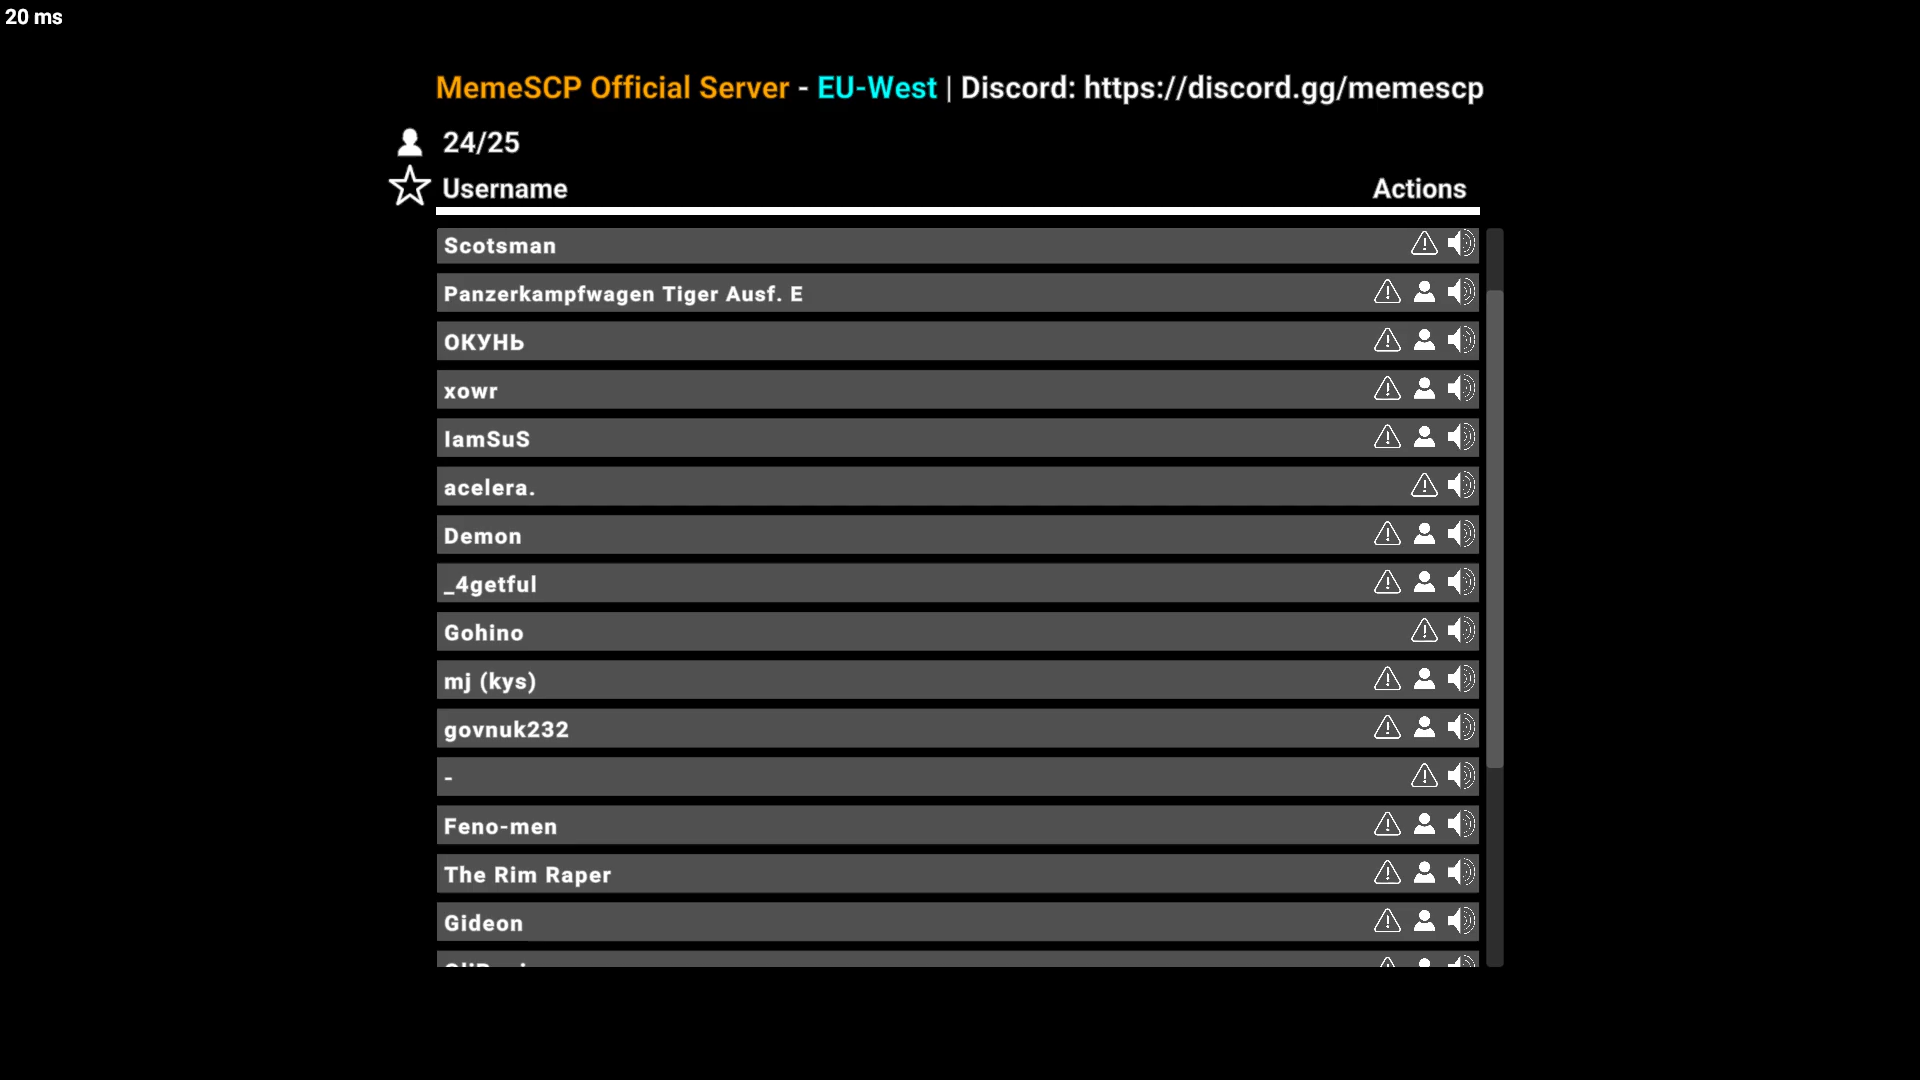 20 ms
MemeSCP Official Server - EU-West | Discord: https://discord.gg/memescp
24/25
Username Actions
Scotsman
Panzerkampfwagen Tiger Ausf. E
ОКУНЬ
xowr
IamSuS
acelera.
Demon
_4getful
Gohino
mj (kys)
govnuk232
-
Feno-men
The Rim Raper
Gideon